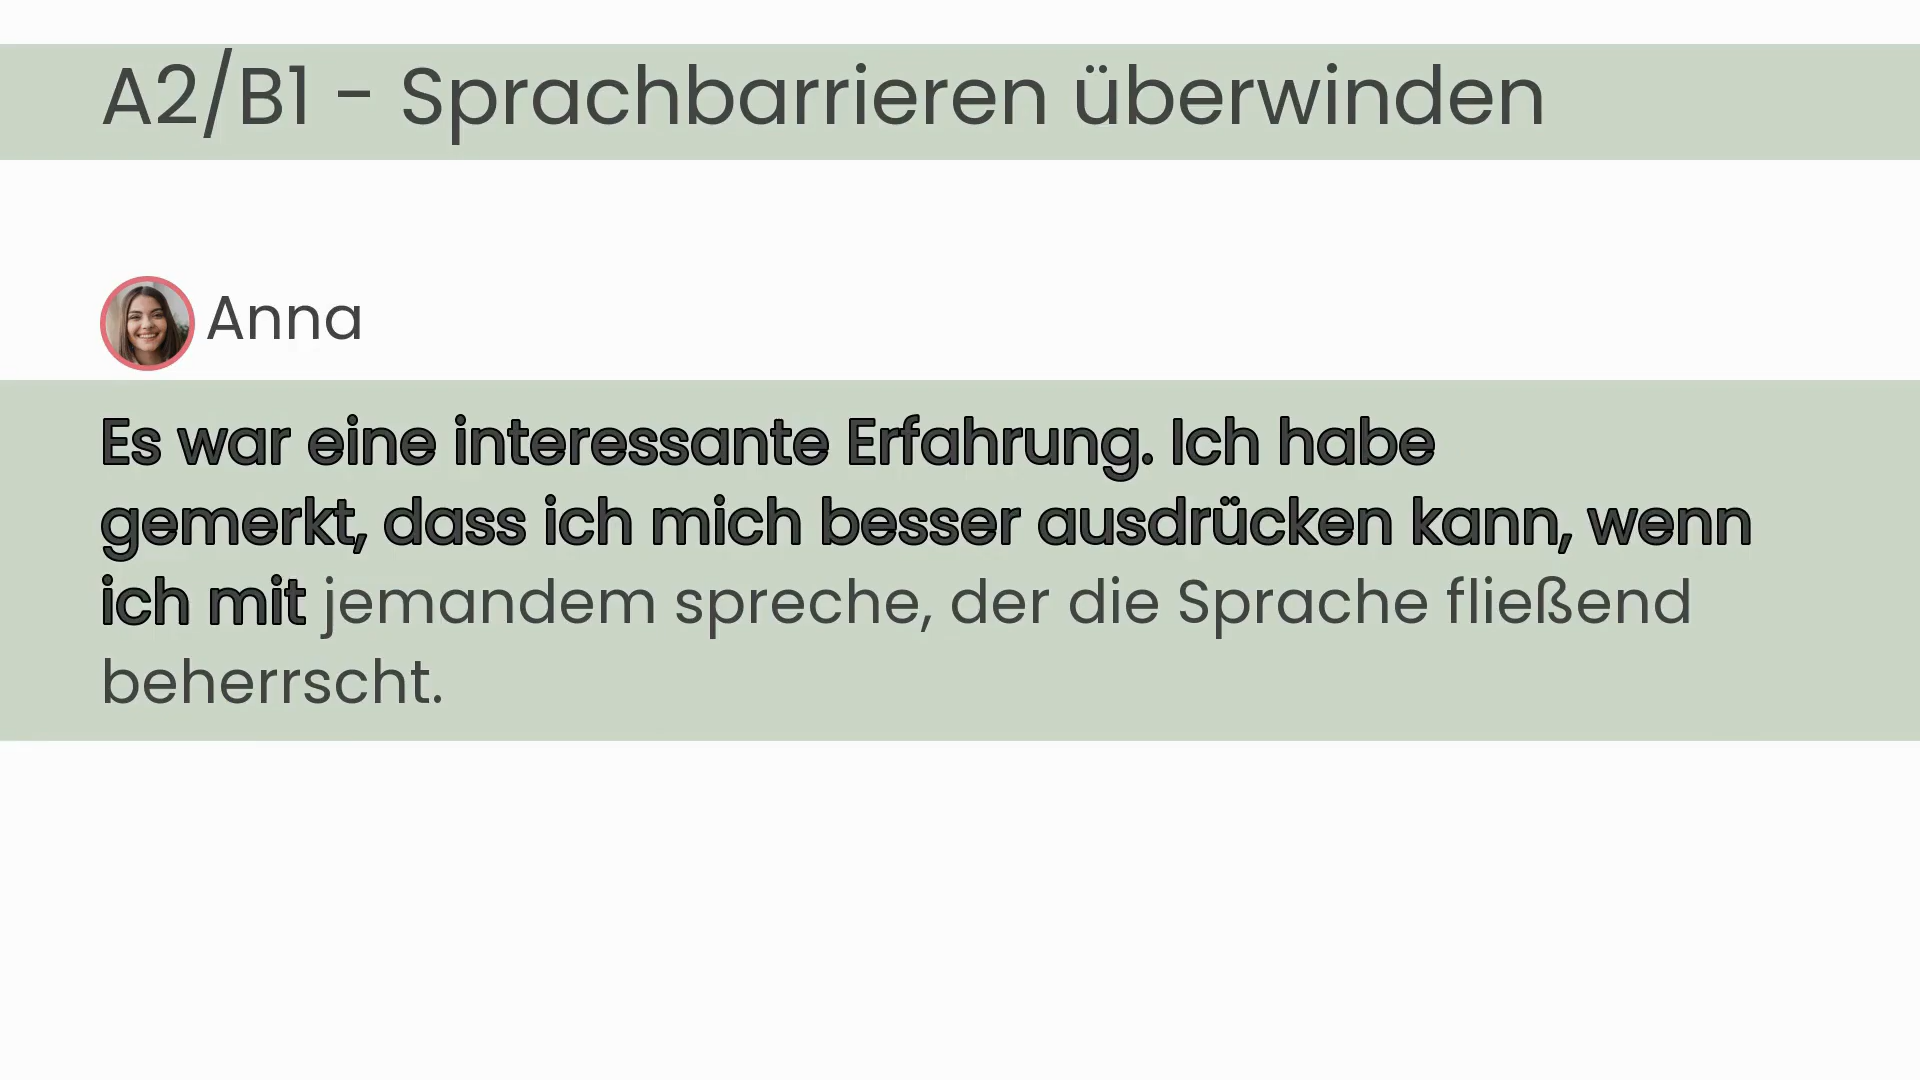 A2/B1 - Sprachbarrieren überwinden
Anna
Es war eine interessante Erfahrung. Ich habe
gemerkt, dass ich mich besser ausdrücken kann, wenn
ich mit jemandem spreche, der die Sprache fließend
beherrscht.